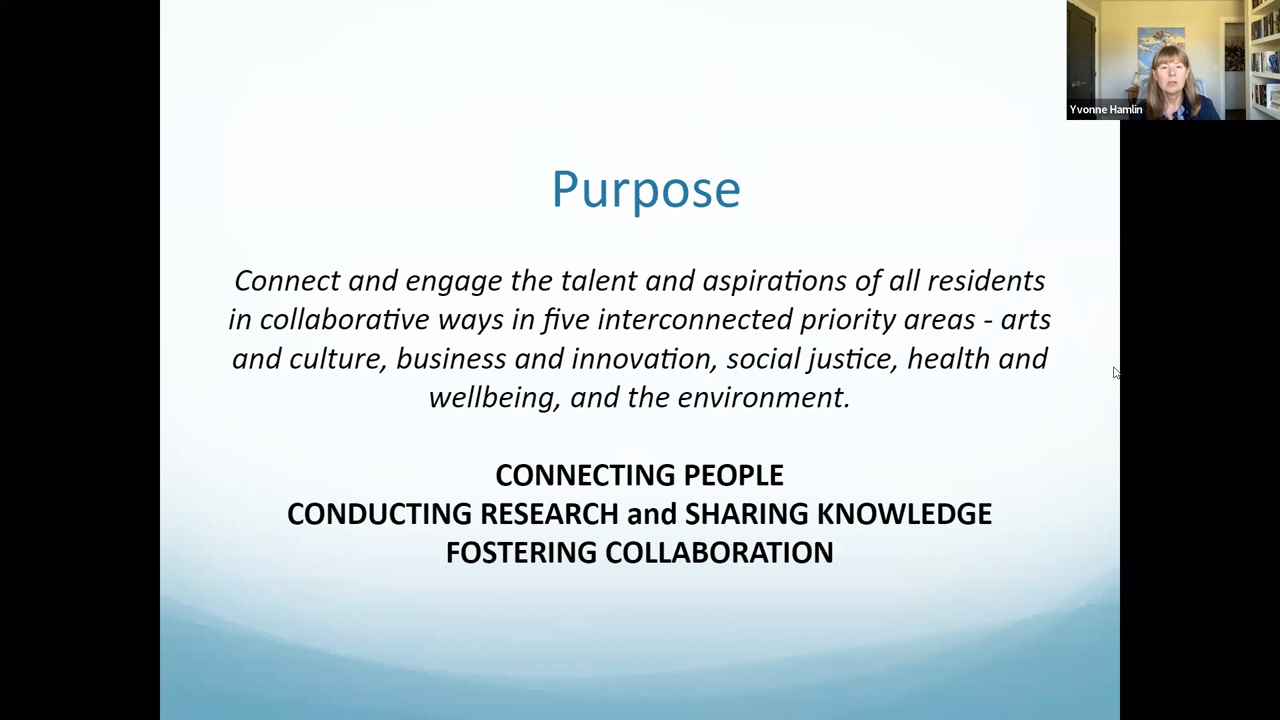 Yvonne Hamlin
Purpose
Connect and engage the talent and aspirations of all residents
in collaborative ways in five interconnected priority areas - arts
and culture, business and innovation, social justice, health and
wellbeing, and the environment.
CONNECTING PEOPLE
CONDUCTING RESEARCH and SHARING KNOWLEDGE
FOSTERING COLLABORATION